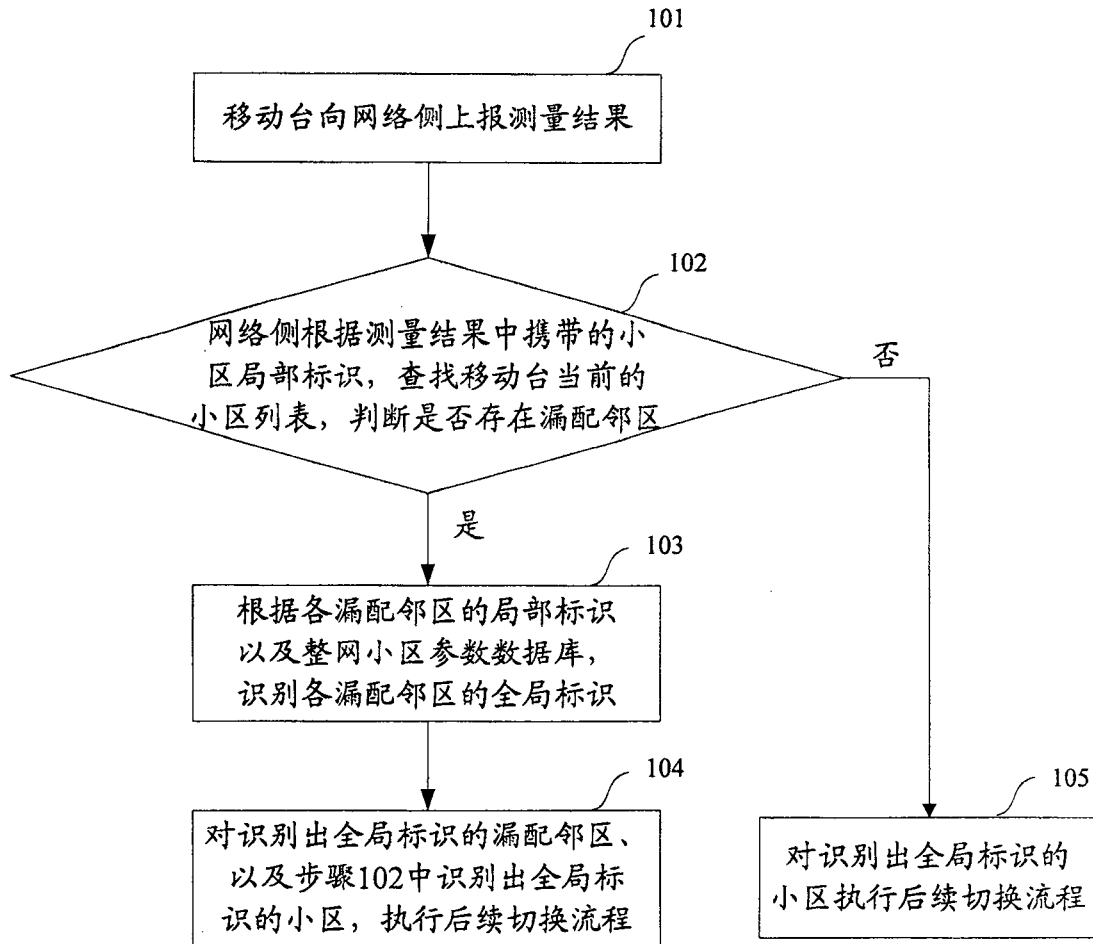 101
移动台向网络侧上报测量结果
102
网络侧根据测量结果中携带的小
区局部标识，查找移动台当前的
小区列表，判断是否存在漏配邻区
否
是
103
根据各漏配邻区的局部标识
以及整网小区参数数据库，
识别各漏配邻区的全局标识
104
对识别出全局标识的漏配邻区、
以及步骤102中识别出全局标
识的小区，执行后续切换流程
105
对识别出全局标识的
小区执行后续切换流程